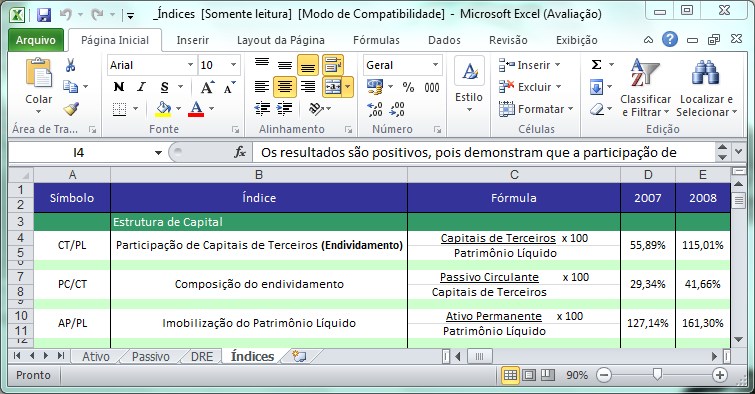 _Índices [Somente leitura] [Modo de Compatibilidade] - Microsoft Excel (Avaliação)
Arquivo Página Inicial Inserir Layout da Página Fórmulas Dados Revisão Exibição
Arial 10 Geral Inserir Σ
Colar N I S A A % 000 Estilo Excluir Classificar e Filtrar Localizar e Selecionar
Formatar
Área de Tra... Fonte Alinhamento Número Células Edição
I4 fx Os resultados são positivos, pois demonstram que a participação de
A B C D E
1
2 Símbolo Índice Fórmula 2007 2008
3 Estrutura de Capital
4 CT/PL Participação de Capitais de Terceiros (Endividamento) Capitais de Terceiros x 100 55,89% 115,01%
5 Patrimônio Líquido
6
7 PC/CT Composição do endividamento Passivo Circulante x 100 29,34% 41,66%
8 Capitais de Terceiros
9
10 AP/PL Imobilização do Patrimônio Líquido Ativo Permanente x 100 127,14% 161,30%
11 Patrimônio Líquido
12
Ativo Passivo DRE Índices
Pronto 90%